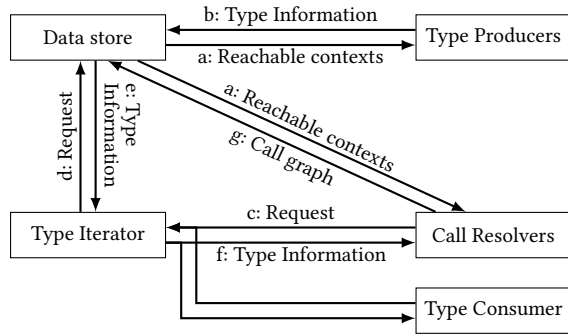 b: Type Information
Data store
Type Producers
a: Reachable contexts
d: Request
e: Type
Information
a: Reachable contexts
g: Call graph
c: Request
Type Iterator
Call Resolvers
f: Type Information
Type Consumer